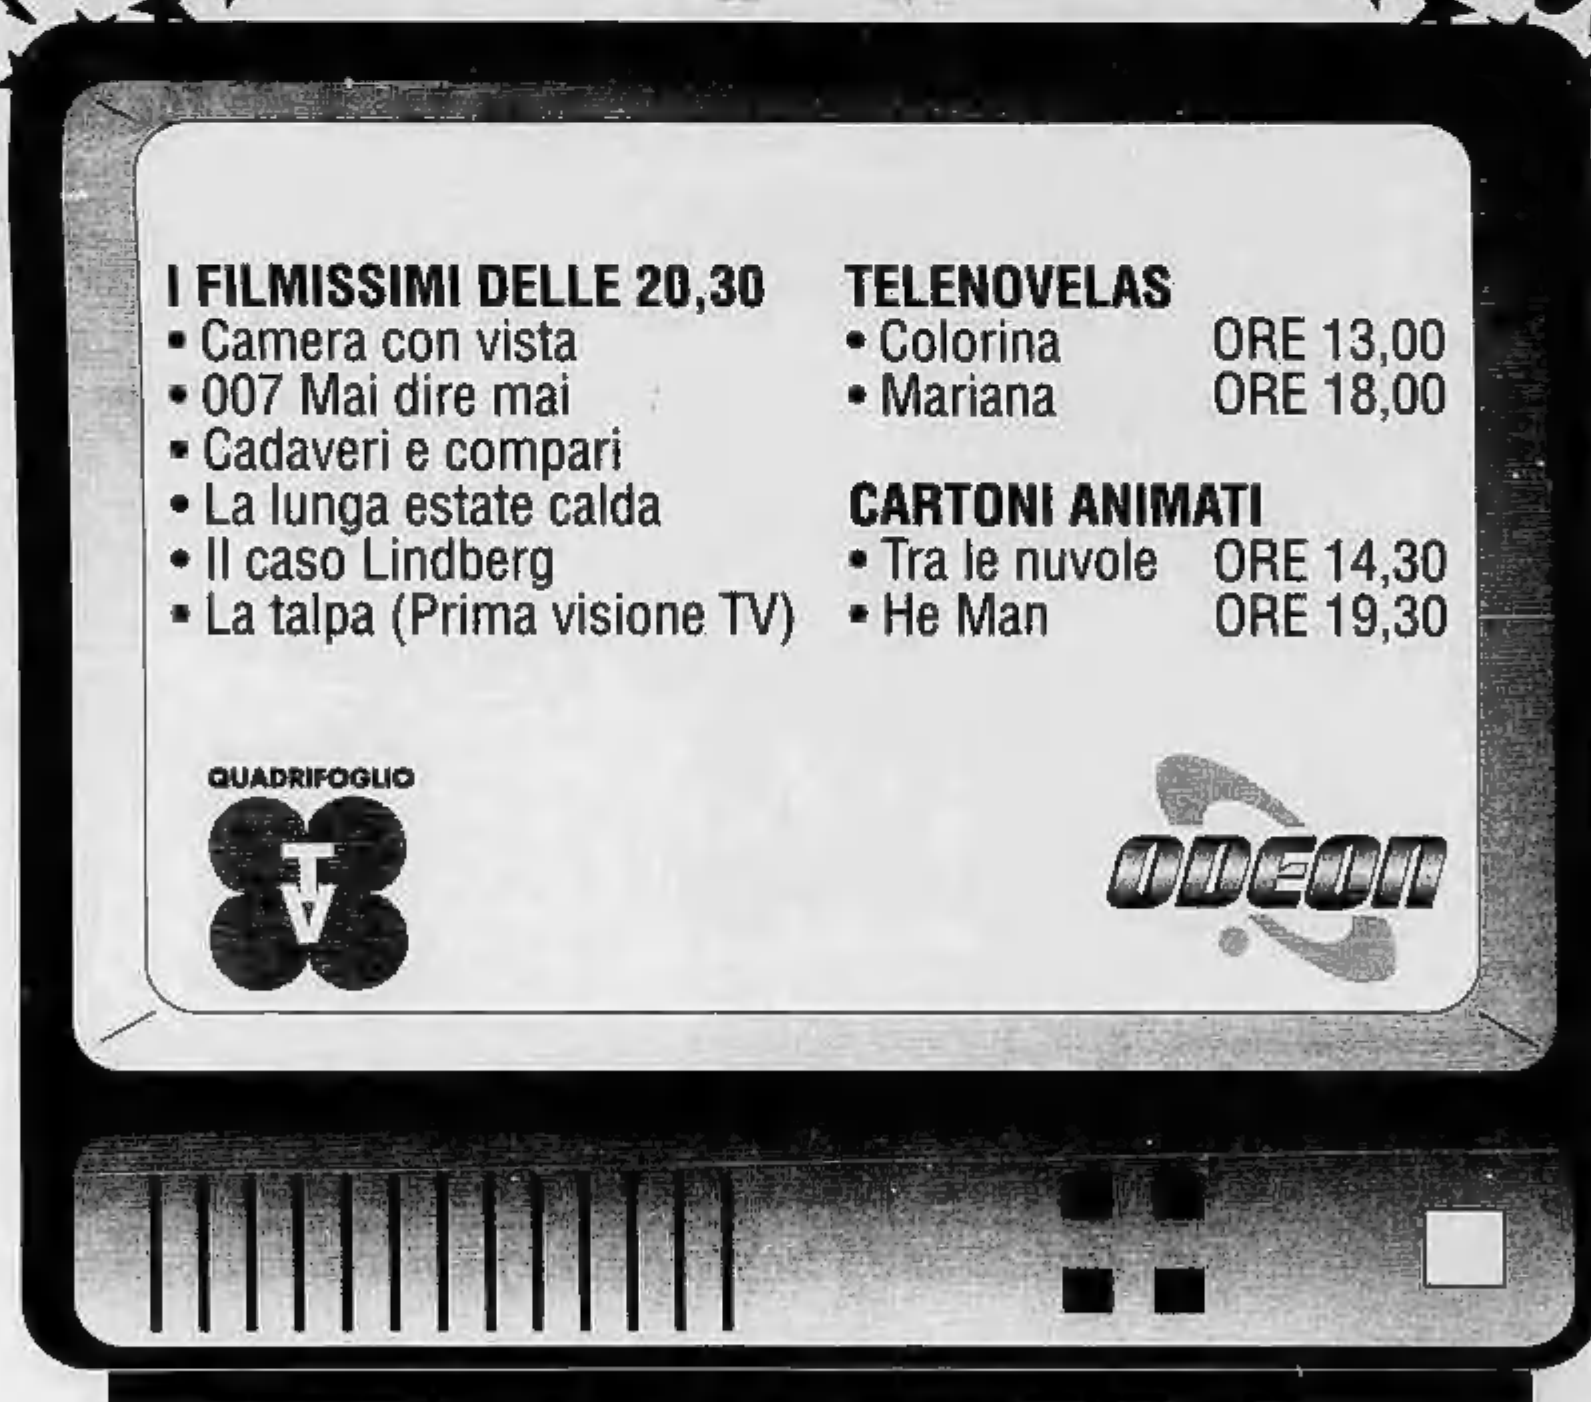 I FILMISSIMI DELLE 20,30
• Camera con vista
• 007 Mai dire mai
• Cadaveri e compari
• La lunga estate calda
• Il caso Lindberg
• La talpa (Prima visione TV)
TELENOVELAS
• Colorina ORE 13,00
• Mariana ORE 18,00
CARTONI ANIMATI
• Tra le nuvole ORE 14,30
• He Man ORE 19,30
QUADRIFOGLIO
TV
ODEON